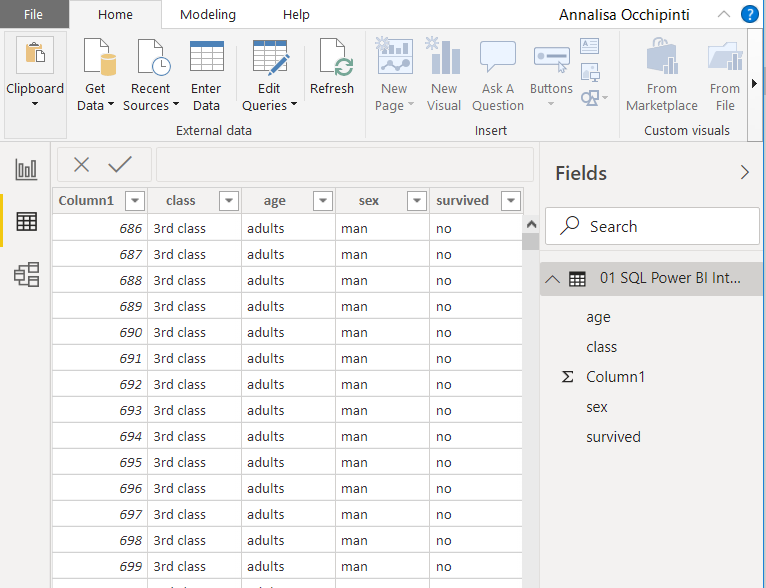 File Home Modeling Help Annalisa Occhipinti ?
Clipboard Get Data Recent Sources Enter Data Edit Queries Refresh New Page New Visual Ask A Question Buttons From Marketplace From File
External data Insert Custom visuals
Fields
Search
01 SQL Power BI Int...
age
class
Σ Column1
sex
survived
Column1 class age sex survived
686 3rd class adults man no
687 3rd class adults man no
688 3rd class adults man no
689 3rd class adults man no
690 3rd class adults man no
691 3rd class adults man no
692 3rd class adults man no
693 3rd class adults man no
694 3rd class adults man no
695 3rd class adults man no
696 3rd class adults man no
697 3rd class adults man no
698 3rd class adults man no
699 3rd class adults man no